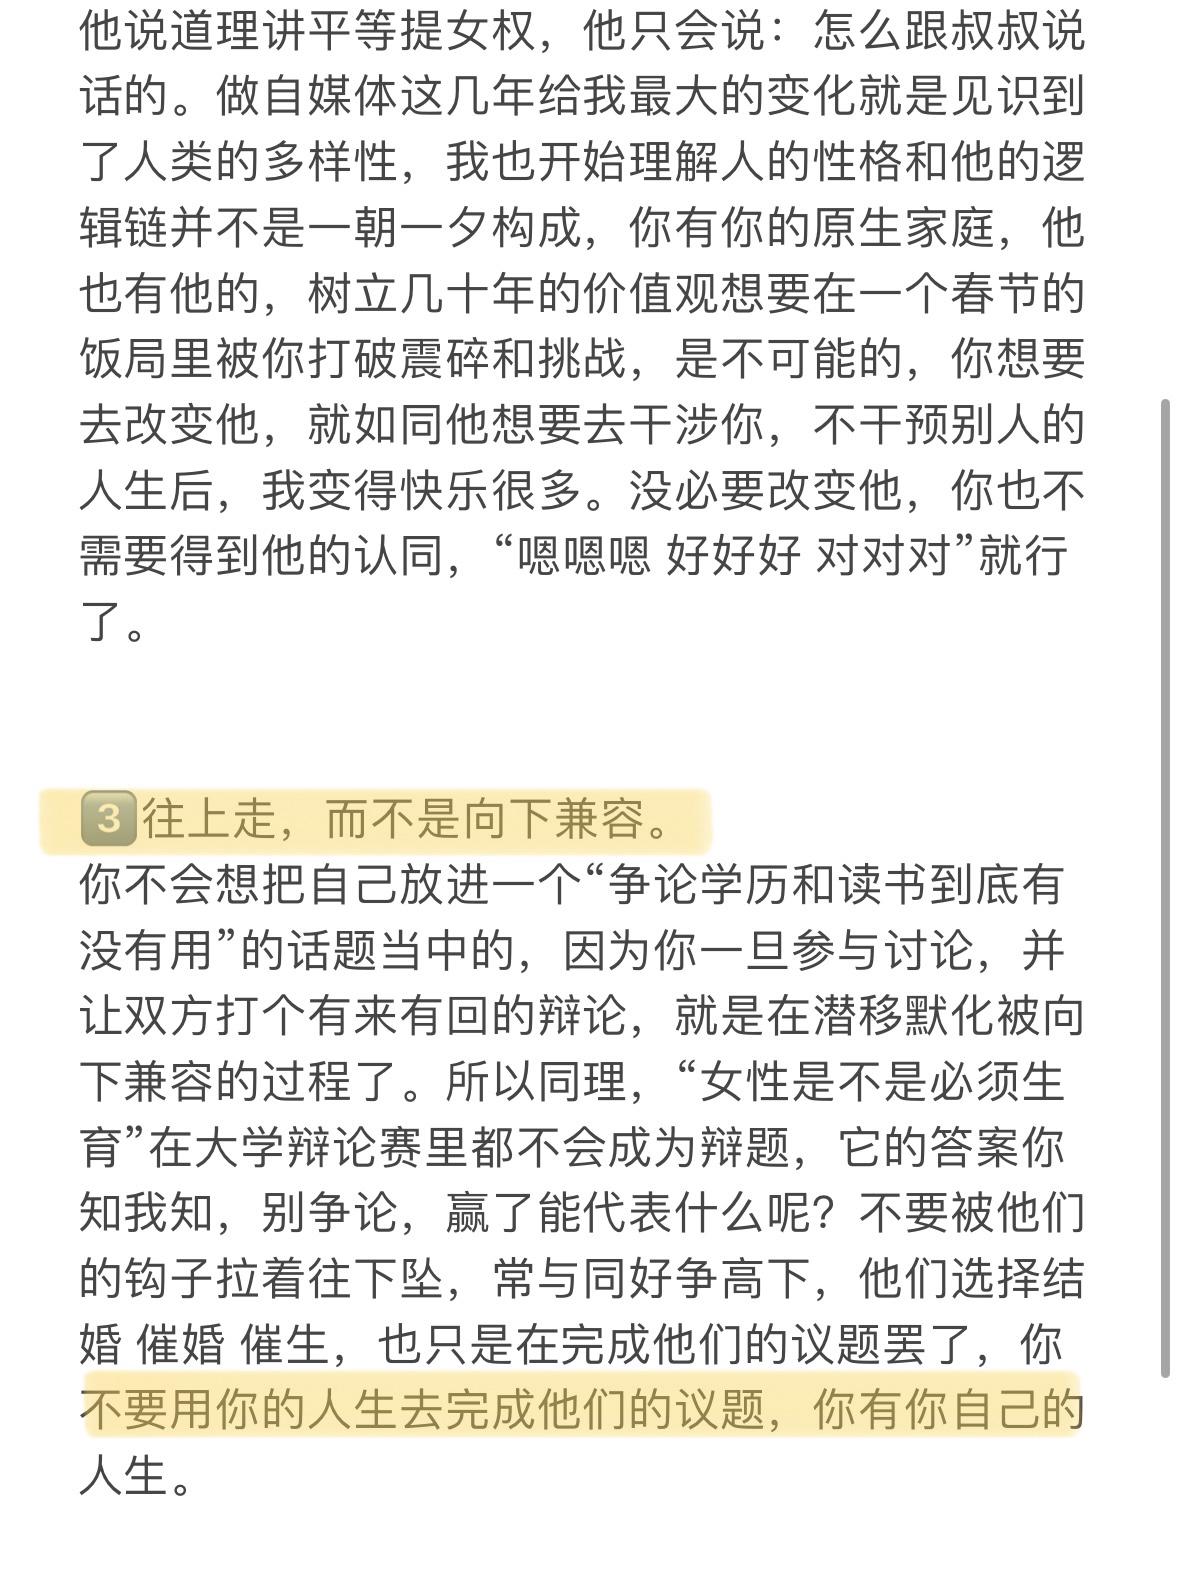 他说道理讲平等提女权，他只会说：怎么跟叔叔说
话的。做自媒体这几年给我最大的变化就是见识到
了人类的多样性，我也开始理解人的性格和他的逻
辑链并不是一朝一夕构成，你有你的原生家庭，他
也有他的，树立几十年的价值观想要在一个春节的
饭局里被你打破震碎和挑战，是不可能的，你想要
去改变他，就如同他想要去干涉你，不干预别人的
人生后，我变得快乐很多。没必要改变他，你也不
需要得到他的认同，“嗯嗯嗯 好好好 对对对”就行
了。
3️⃣往上走，而不是向下兼容。
你不会想把自己放进一个“争论学历和读书到底有
没有用”的话题当中的，因为你一旦参与讨论，并
让双方打个有来有回的辩论，就是在潜移默化被向
下兼容的过程了。所以同理，“女性是不是必须生
育”在大学辩论赛里都不会成为辩题，它的答案你
知我知，别争论，赢了能代表什么呢？不要被他们
的钩子拉着往下坠，常与同好争高下，他们选择结
婚 催婚 催生，也只是在完成他们的议题罢了，你
不要用你的人生去完成他们的议题，你有你自己的
人生。